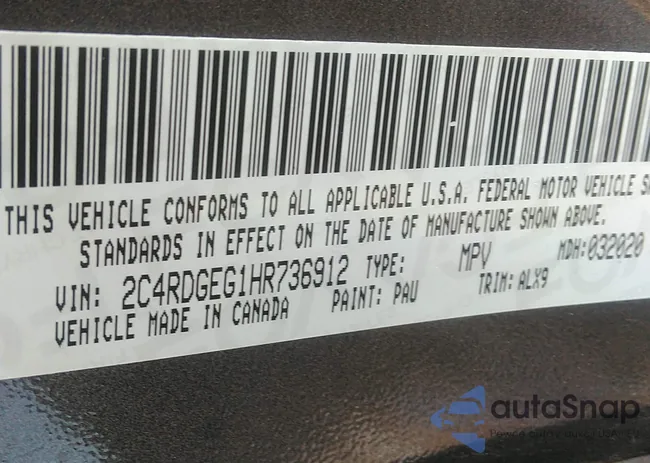 THIS VEHICLE CONFORMS TO ALL APPLICABLE U.S.A. FEDERAL MOTOR VEHICLE
STANDARDS IN EFFECT ON THE DATE OF MANUFACTURE SHOWN ABOVE.
VIN: 2C4RDGEG1HR736912 TYPE: MPV MDH:032020
VEHICLE MADE IN CANADA PAINT: PAU TRIM: ALX9
autoSnap